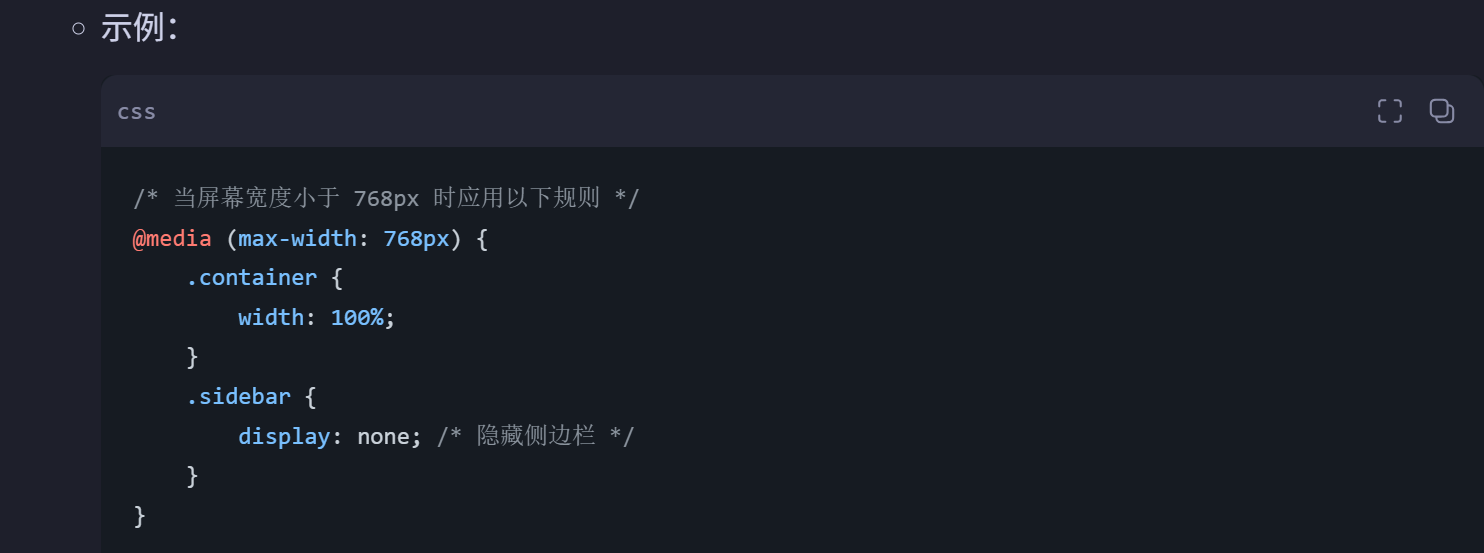 示例：
css
/* 当屏幕宽度小于 768px 时应用以下规则 */
@media (max-width: 768px) {
    .container {
        width: 100%;
    }
    .sidebar {
        display: none; /* 隐藏侧边栏 */
    }
}